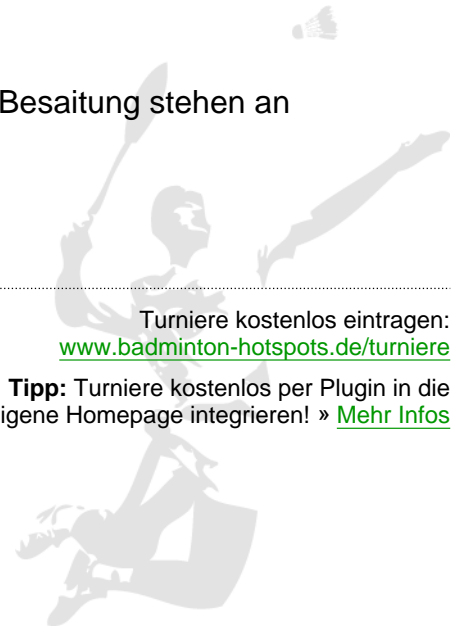 Besaitung stehen an
Turniere kostenlos eintragen:
www.badminton-hotspots.de/turniere
Tipp: Turniere kostenlos per Plugin in die
igene Homepage integrieren! » Mehr Infos